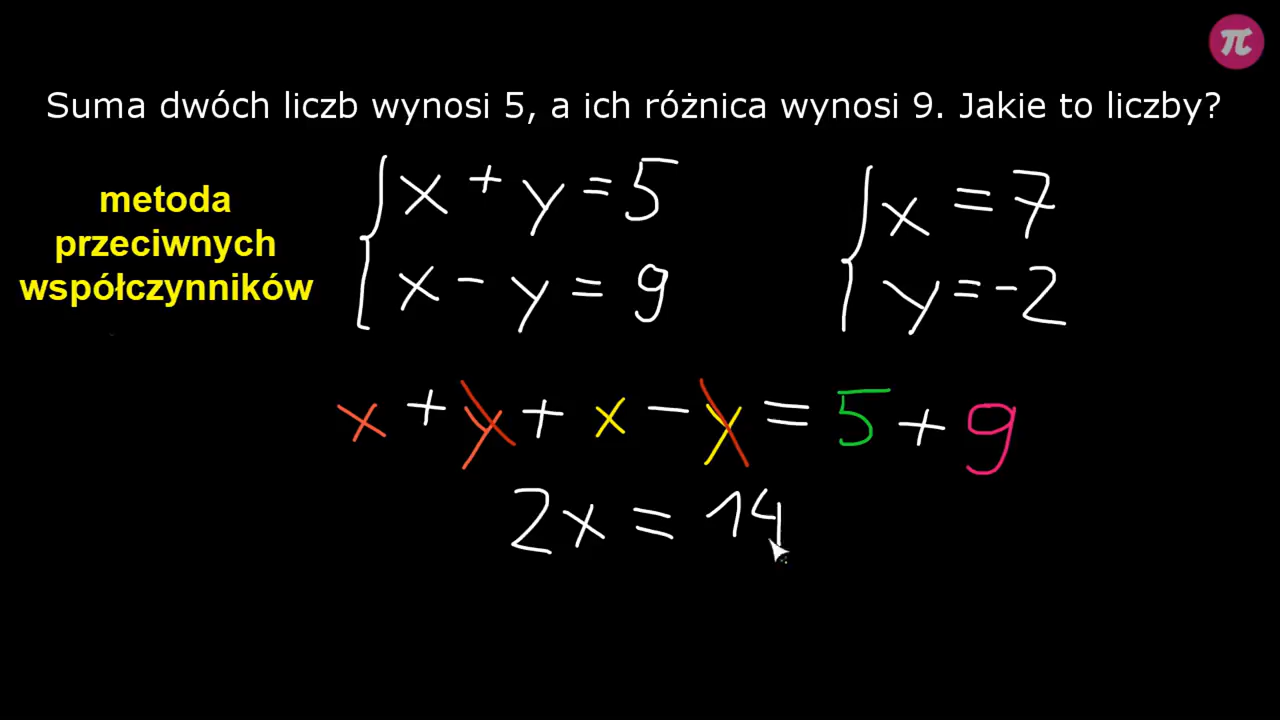 π
Suma dwóch liczb wynosi 5, a ich różnica wynosi 9. Jakie to liczby?
metoda
przeciwnych
współczynników
x + y = 5
x - y = 9
x = 7
y = -2
x + y + x - y = 5 + 9
2x = 14